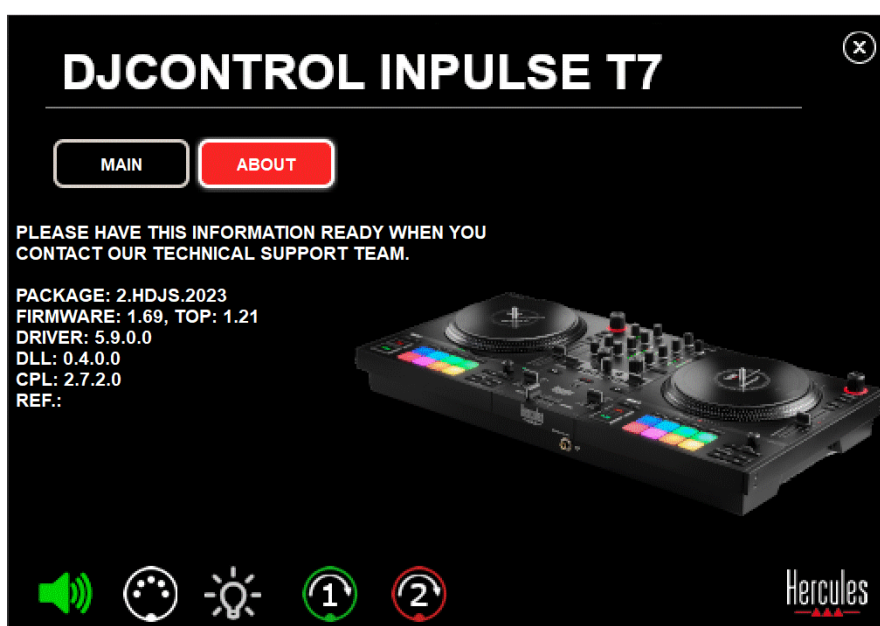 DJCONTROL INPULSE T7
MAIN
ABOUT
PLEASE HAVE THIS INFORMATION READY WHEN YOU
CONTACT OUR TECHNICAL SUPPORT TEAM.
PACKAGE: 2.HDJS.2023
FIRMWARE: 1.69, TOP: 1.21
DRIVER: 5.9.0.0
DLL: 0.4.0.0
CPL: 2.7.2.0
REF.:
1
2
Hercules